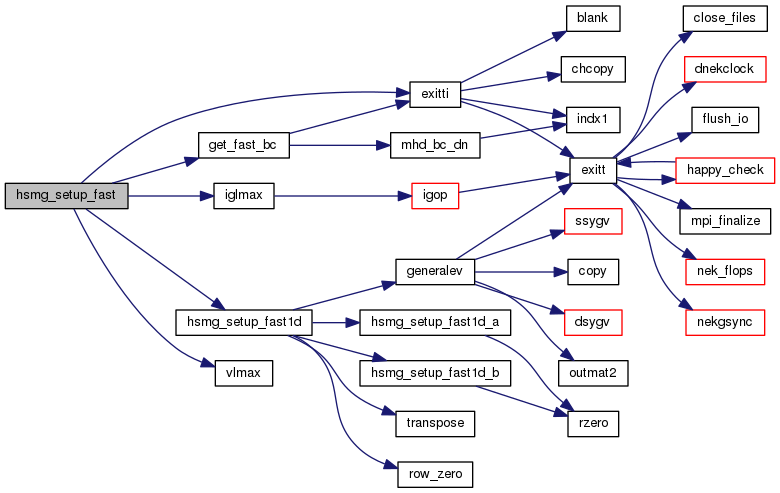 hsmg_setup_fast
get_fast_bc
iglmax
hsmg_setup_fast1d
vlmax
exitti
mhd_bc_dn
igop
generalev
hsmg_setup_fast1d_a
hsmg_setup_fast1d_b
transpose
row_zero
blank
chcopy
indx1
exitt
ssygv
copy
dsygv
outmat2
rzero
close_files
dnekclock
flush_io
happy_check
mpi_finalize
nek_flops
nekgsync